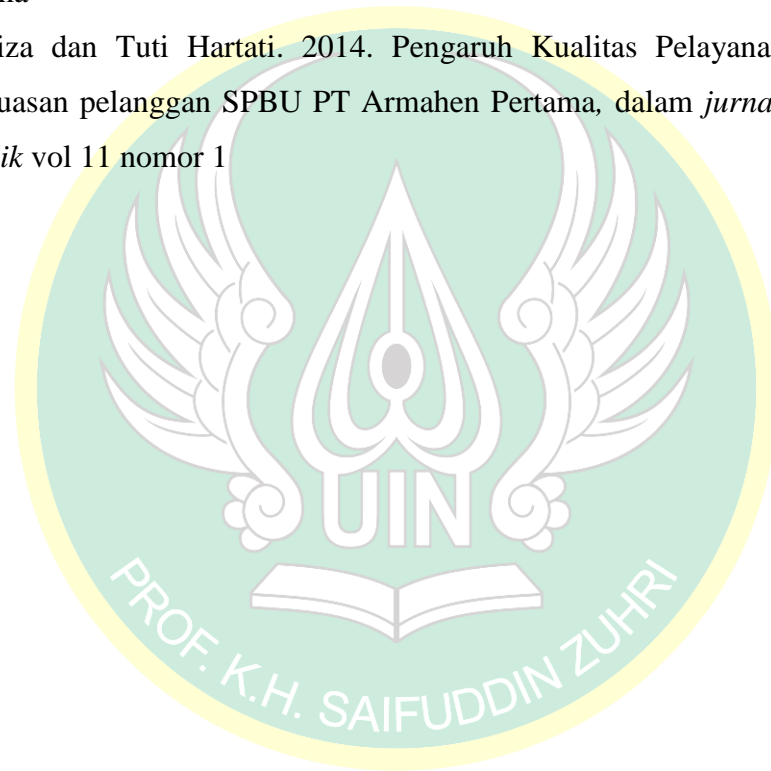 iza dan Tuti Hartati. 2014. Pengaruh Kualitas Pelayana
uasan pelanggan SPBU PT Armahen Pertama, dalam jurna
ik vol 11 nomor 1
UIN
PROF. K.H. SAIFUDDIN ZUHRI